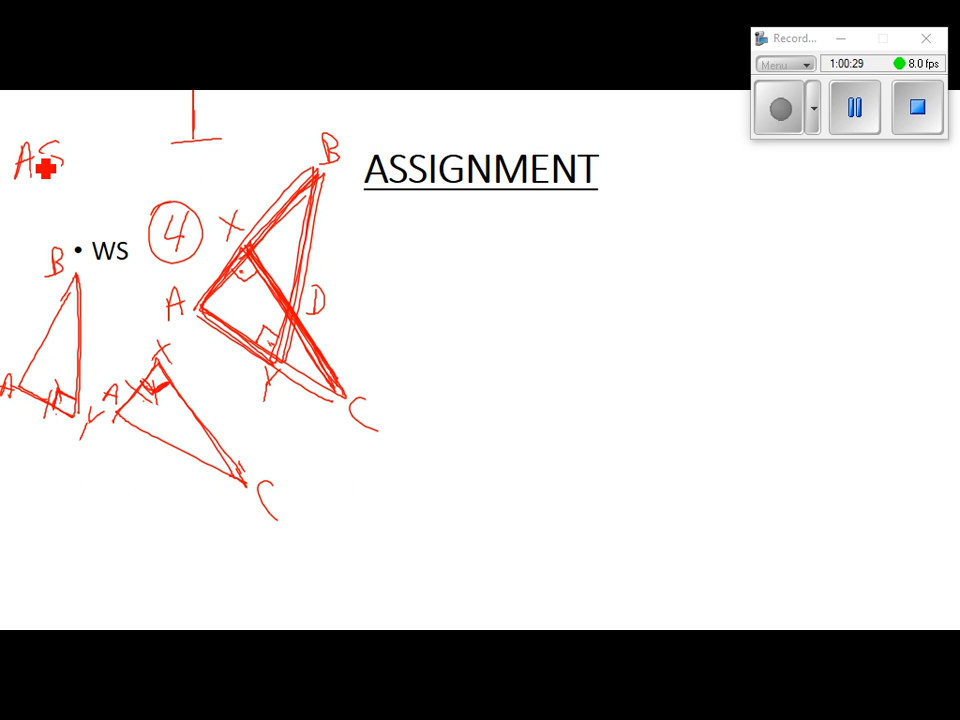 Record...
Menu 1:00:29 8.0 fps
AS
ASSIGNMENT
• WS
4
B
X
A
D
Y
C
B
A
Y
X
A
C